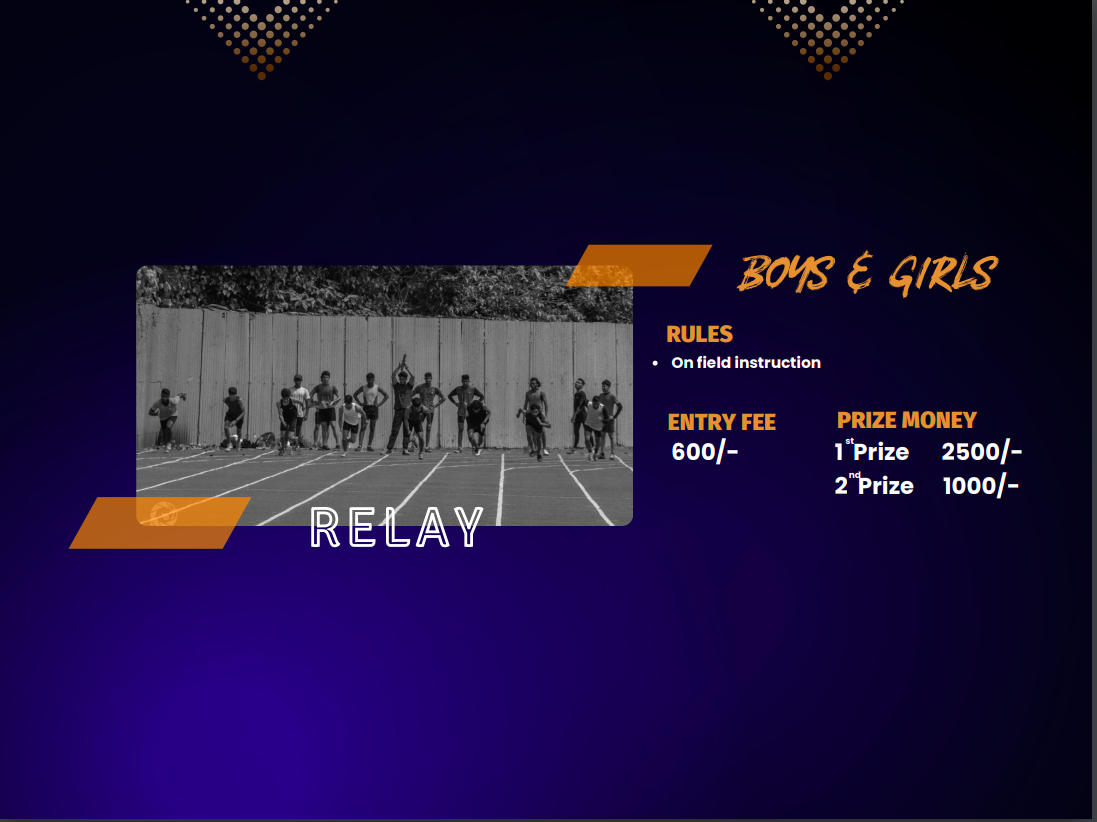 BOYS & GIRLS
RULES
• On field instruction
ENTRY FEE
600/-
PRIZE MONEY
1st Prize 2500/-
2nd Prize 1000/-
RELAY